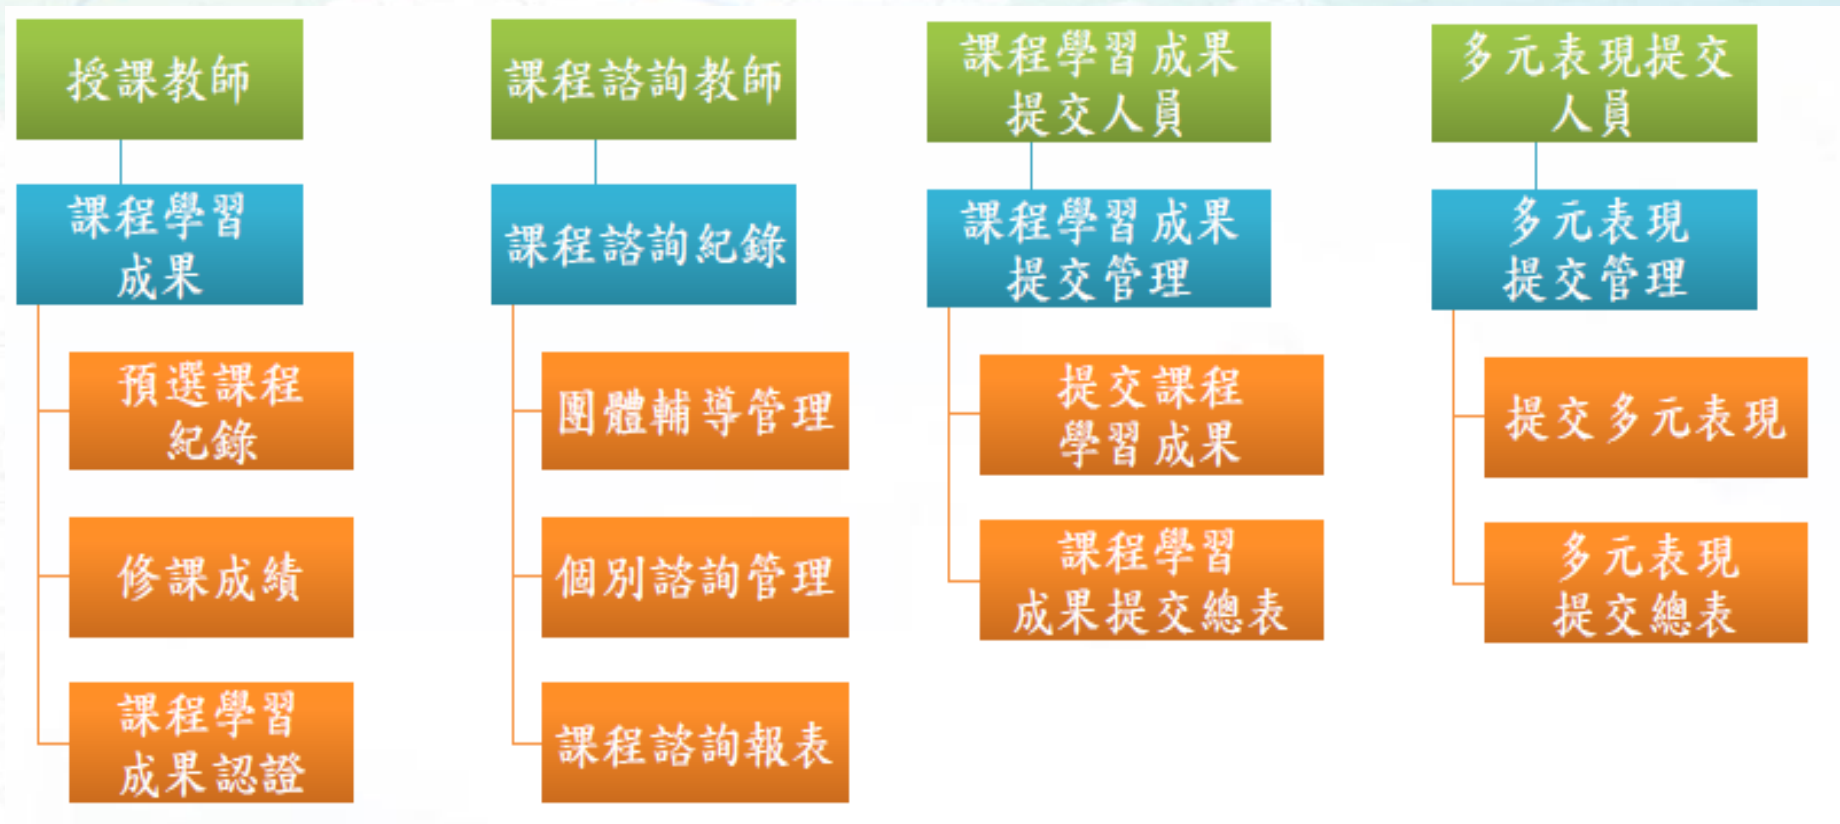 授課教師
課程學習
成果
預選課程
紀錄
修課成績
課程學習
成果認證
課程諮詢教師
課程諮詢紀錄
團體輔導管理
個別諮詢管理
課程諮詢報表
課程學習成果
提交人員
課程學習成果
提交管理
提交課程
學習成果
課程學習
成果提交總表
多元表現提交
人員
多元表現
提交管理
提交多元表現
多元表現
提交總表